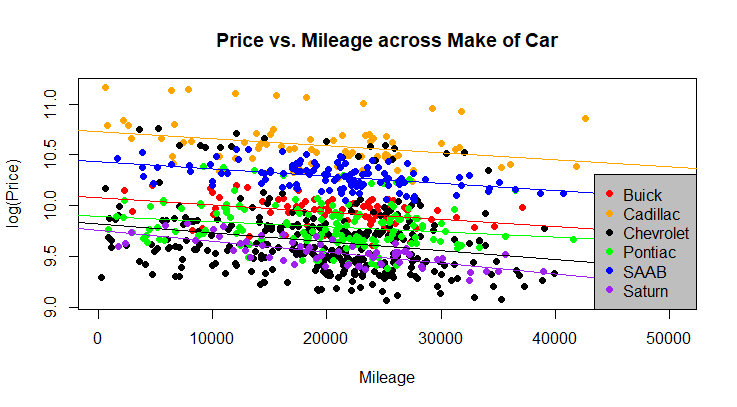 Price vs. Mileage across Make of Car
log(Price)
11.0
10.5
10.0
9.5
9.0
Buick
Cadillac
Chevrolet
Pontiac
SAAB
Saturn
0 10000 20000 30000 40000 50000
Mileage